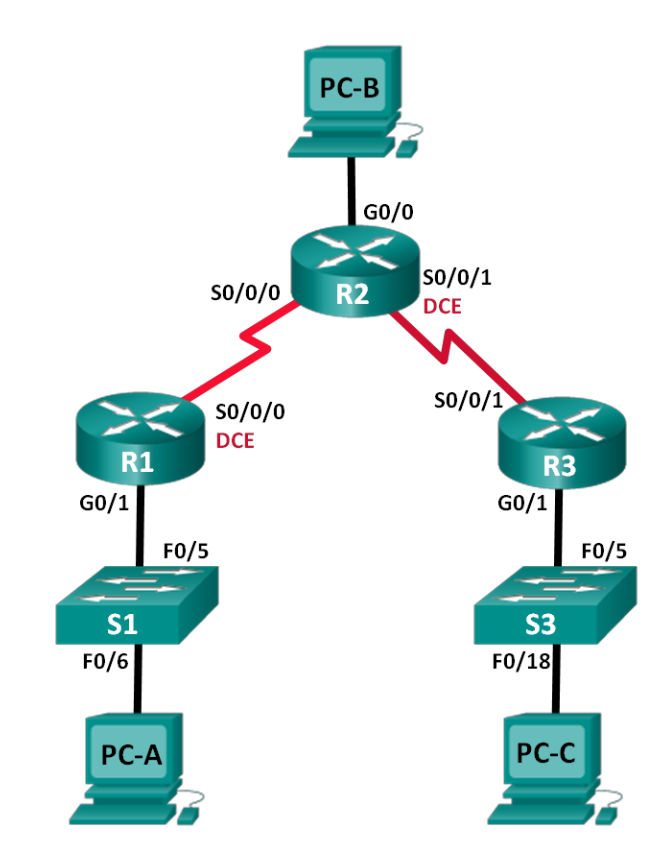 PC-B
G0/0
S0/0/0
R2
S0/0/1
DCE
S0/0/0
DCE
S0/0/1
R1
R3
G0/1
G0/1
F0/5
F0/5
S1
S3
F0/6
F0/18
PC-A
PC-C